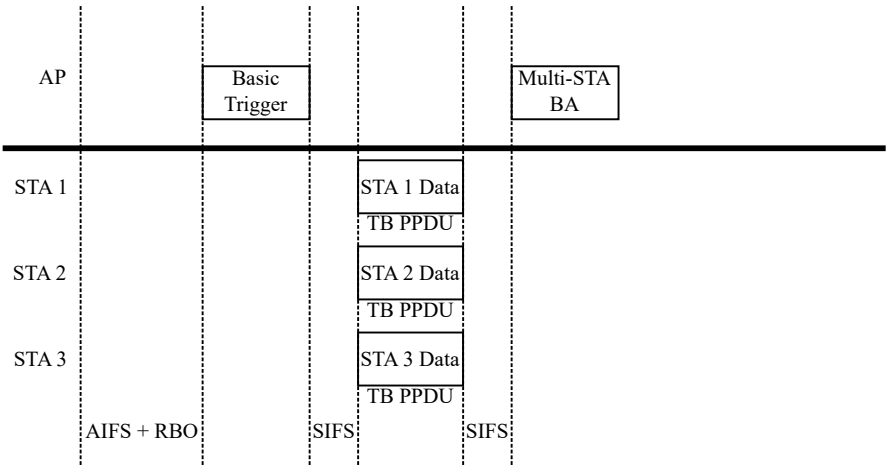 AP
Basic
Trigger
Multi-STA
BA
STA 1
STA 1 Data
TB PPDU
STA 2
STA 2 Data
TB PPDU
STA 3
STA 3 Data
TB PPDU
AIFS + RBO
SIFS
SIFS